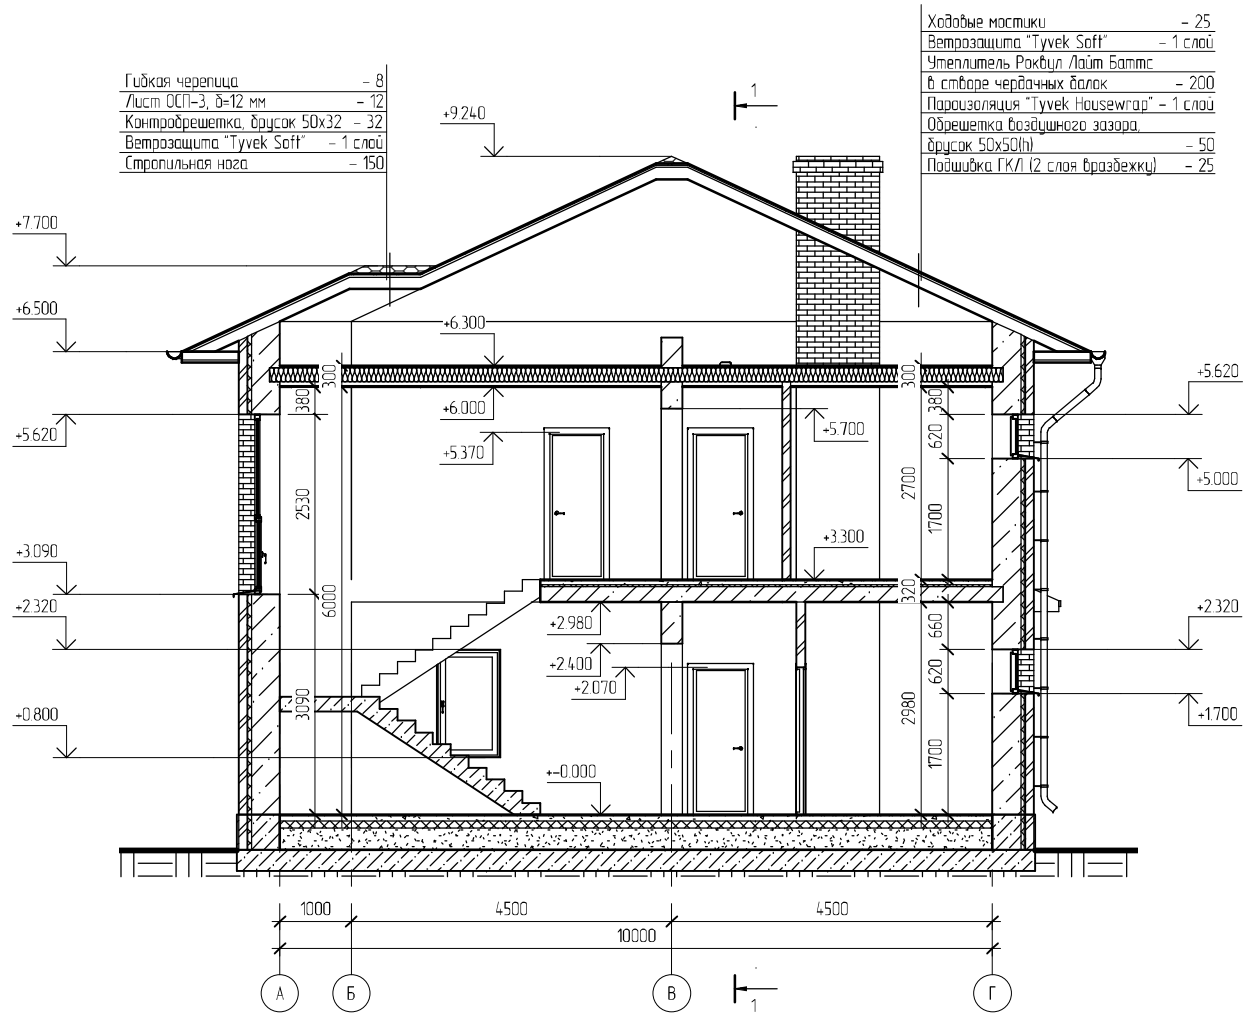 Ходовые мостики – 25
Ветрозащита "Tyvek Soft" – 1 слой
Утеплитель Роквул Лайт Баттс
в створе чердачных балок – 200
Пароизоляция "Tyvek Housewrap" – 1 слой
Обрешетка воздушного зазора,
брусок 50х50(h) – 50
Подшивка ГКЛ (2 слоя вразбежку) – 25
Гибкая черепица – 8
Лист ОСП-3, δ=12 мм – 12
Контробрешетка, брусок 50х32 – 32
Ветрозащита "Tyvek Soft" – 1 слой
Стропильная нога – 150
1
+9.240
+7.700
+6.500
+6.300
+5.620
+3.090
+2.320
+0.800
+6.000
+5.370
+5.700
+3.300
+2.980
+2.400
+2.070
+-0.000
+5.620
+5.000
+2.320
+1.700
300
380
2530
6000
3090
300
380
620
2700
1700
320
660
620
2980
1700
1000 4500 4500
10000
А Б В Г
1